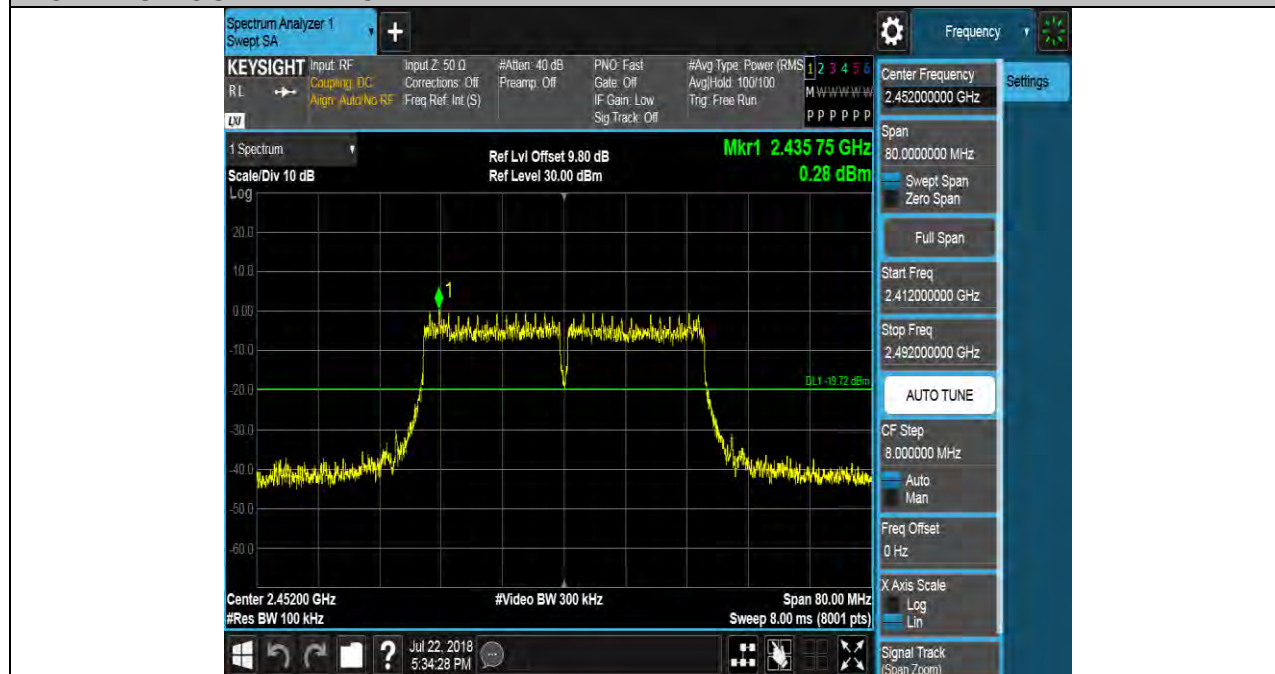 Spectrum Analyzer 1
Swept SA
+
Frequency
KEYSIGHT
RL
LXI
Input: RF
Coupling: DC
Align: Auto/No RF
Input Z: 50 Ω
Corrections: Off
Freq Ref: Int (S)
#Atten: 40 dB
Preamp: Off
PNO: Fast
Gate: Off
IF Gain: Low
Sig Track: Off
#Avg Type: Power (RMS
Avg|Hold: 100/100
Trig: Free Run
1 2 3 4 5 6
M W W W W W
P P P P P P
Center Frequency
2.452000000 GHz
Settings
1 Spectrum
Scale/Div 10 dB
Ref Lvl Offset 9.80 dB
Ref Level 30.00 dBm
Mkr1 2.435 75 GHz
0.28 dBm
Span
80.0000000 MHz
Swept Span
Zero Span
Full Span
Start Freq
2.412000000 GHz
Stop Freq
2.492000000 GHz
AUTO TUNE
CF Step
8.000000 MHz
Auto
Man
Freq Offset
0 Hz
X Axis Scale
Log
Lin
Signal Track
(Span Zoom)
Log
20.0
10.0
0.00
-10.0
-20.0
-30.0
-40.0
-50.0
-60.0
1
DL1 -19.72 dBm
Center 2.45200 GHz
#Res BW 100 kHz
#Video BW 300 kHz
Span 80.00 MHz
Sweep 8.00 ms (8001 pts)
?
Jul 22, 2018
5:34:28 PM